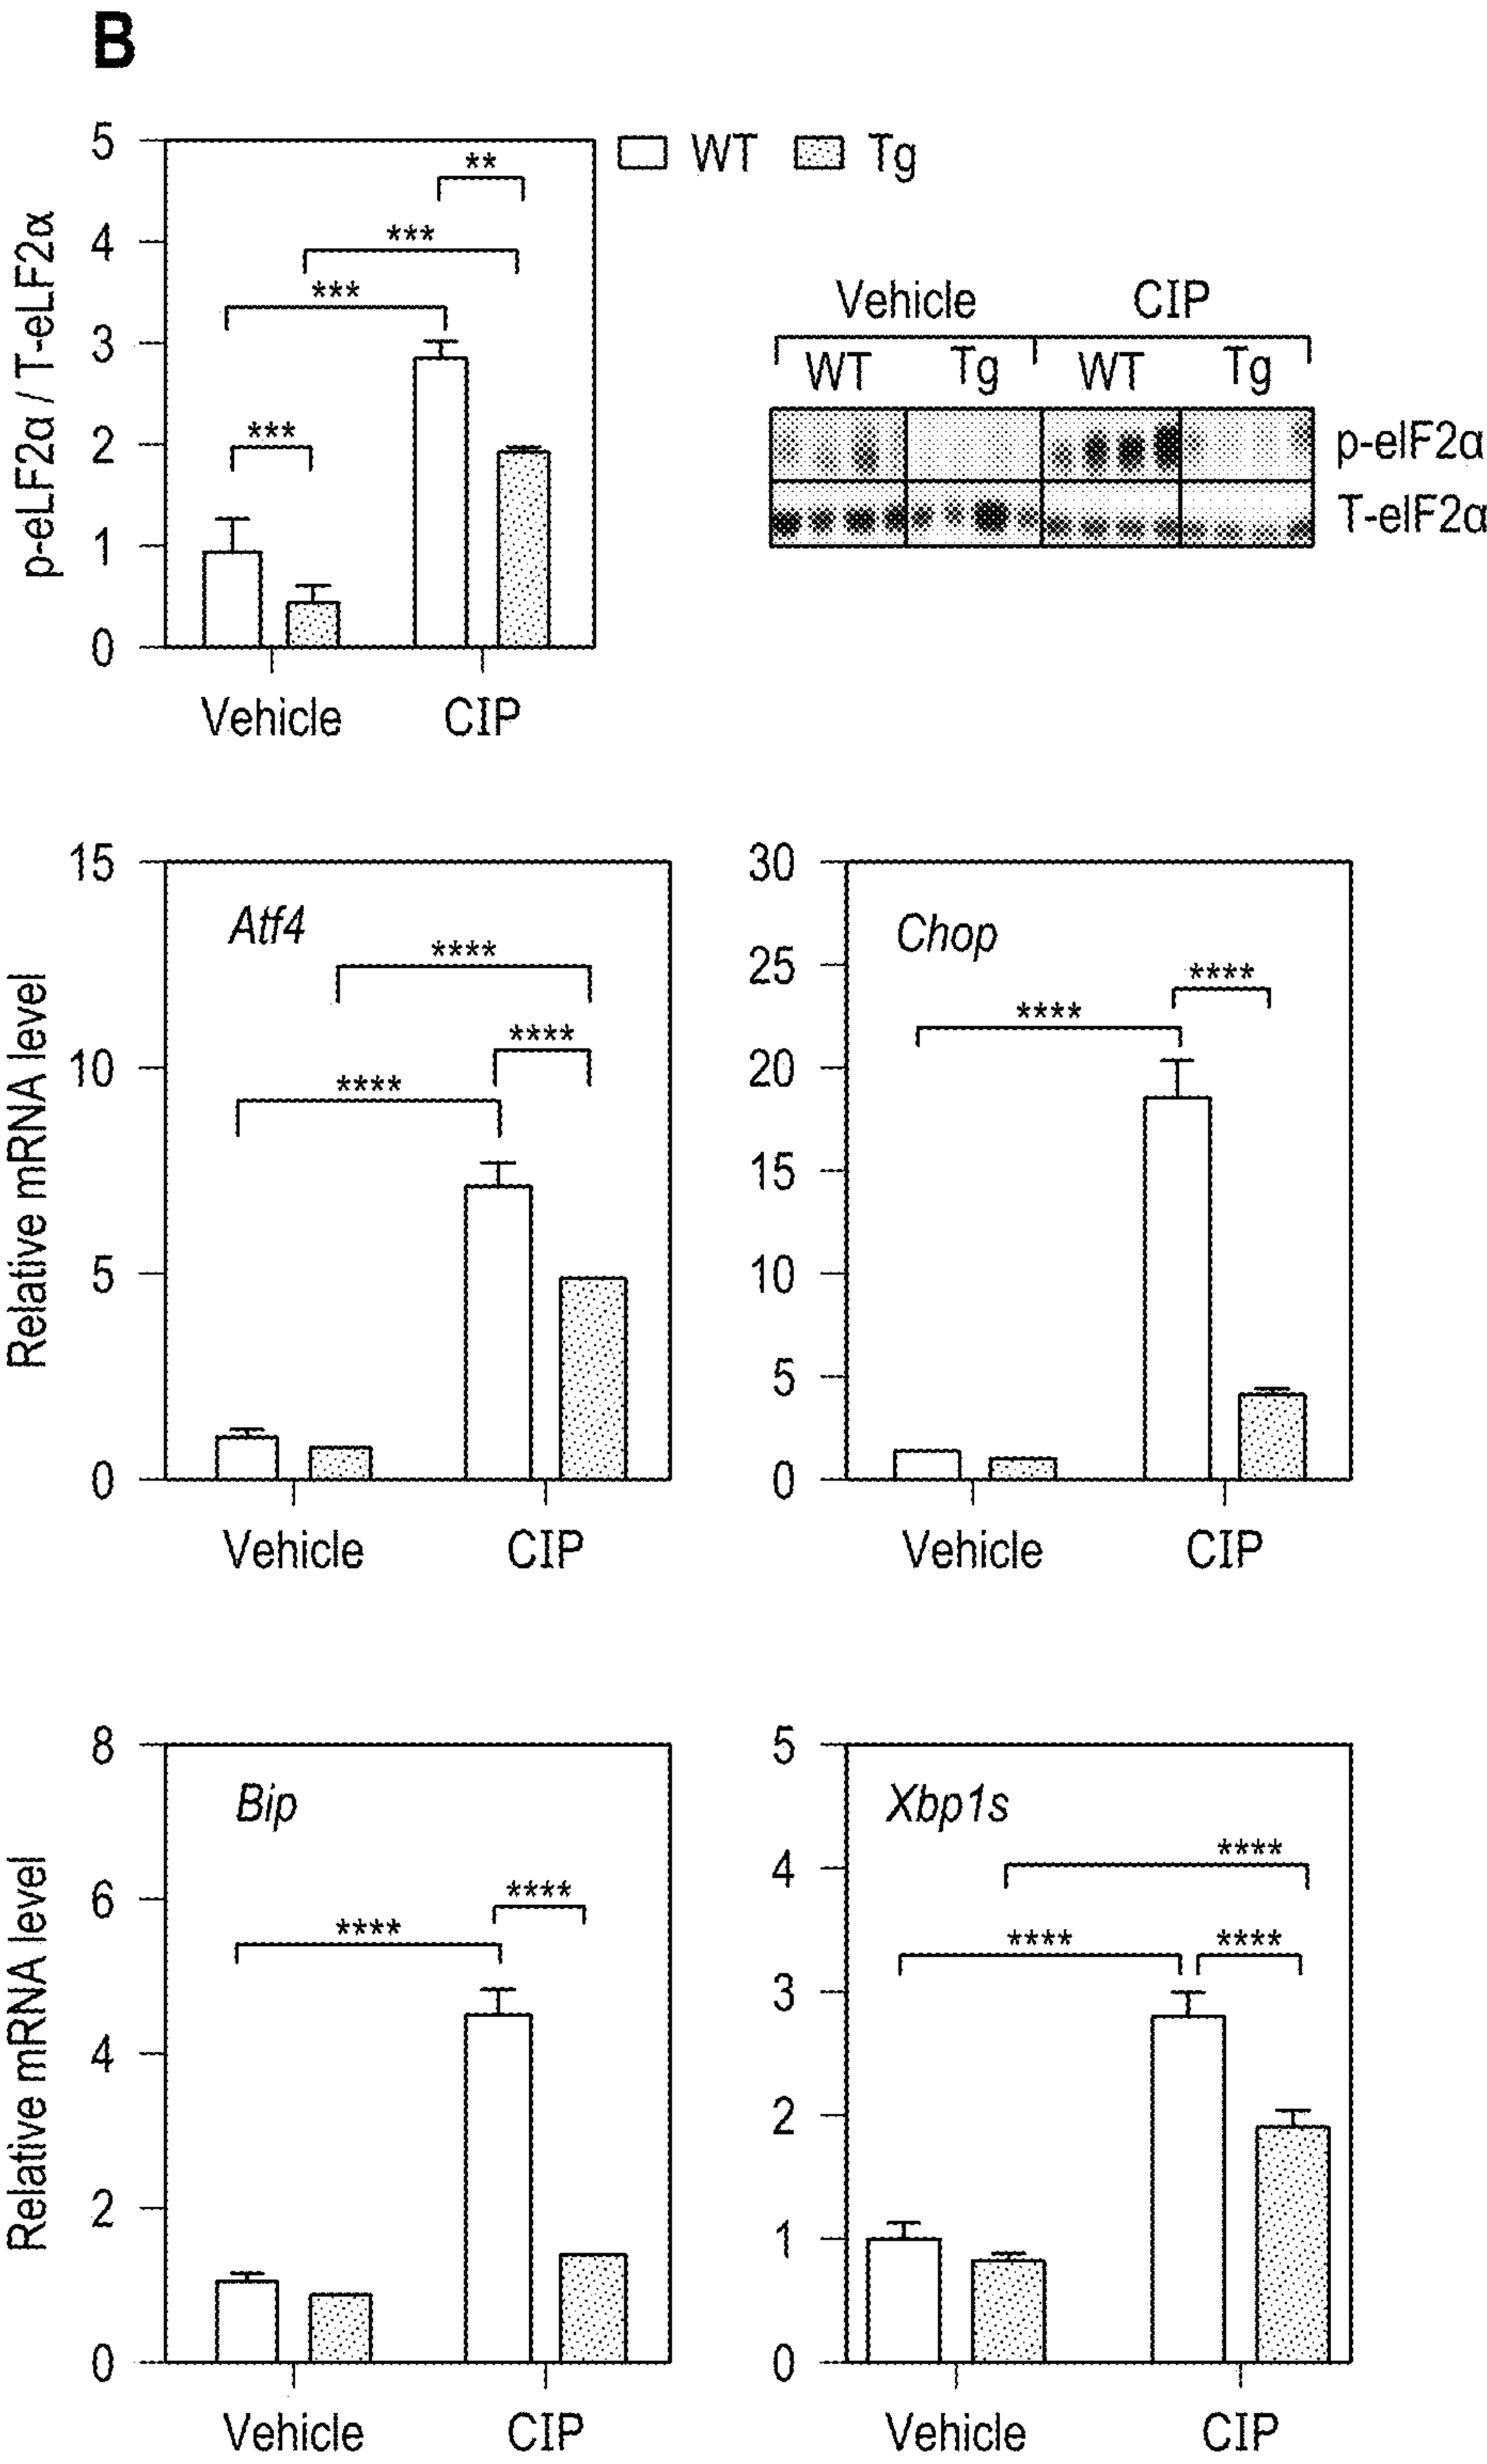 B
WT Tg
5
4
3
2
1
0
p-eLF2α / T-eLF2α
**
***
***
***
Vehicle CIP
Vehicle CIP
WT Tg WT Tg
p-eIF2α
T-eIF2α
15
10
5
0
Relative mRNA level
Atf4
****
****
****
Vehicle CIP
30
25
20
15
10
5
0
Chop
****
****
Vehicle CIP
8
6
4
2
0
Relative mRNA level
Bip
****
****
Vehicle CIP
5
4
3
2
1
0
Xbp1s
****
**** ****
Vehicle CIP